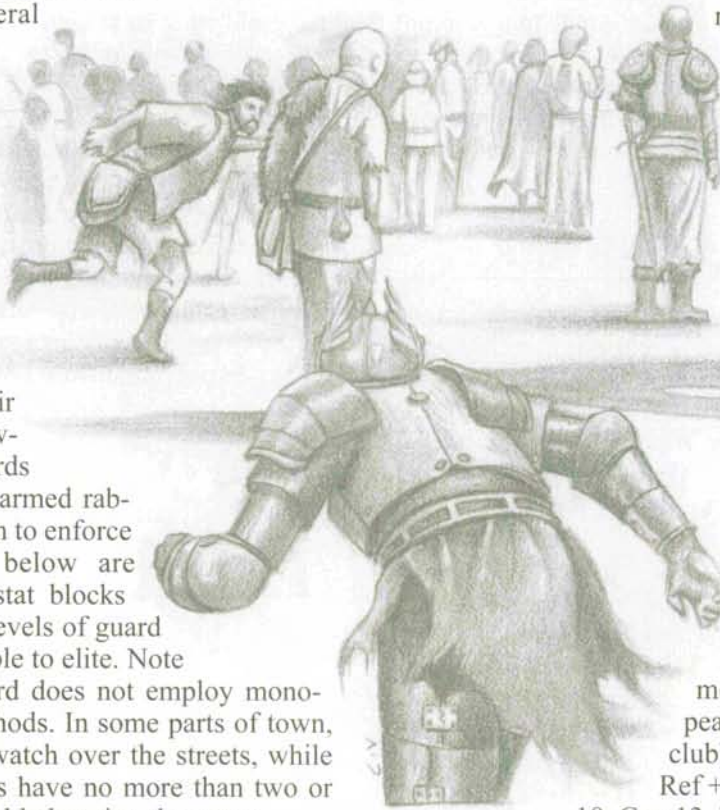 eral
ir
w-
rds
armed rab-
n to enforce
below are
stat blocks
evels of guard
ole to elite. Note
rd does not employ mono-
nods. In some parts of town,
watch over the streets, while
s have no more than two or
m
pea
club
Ref +